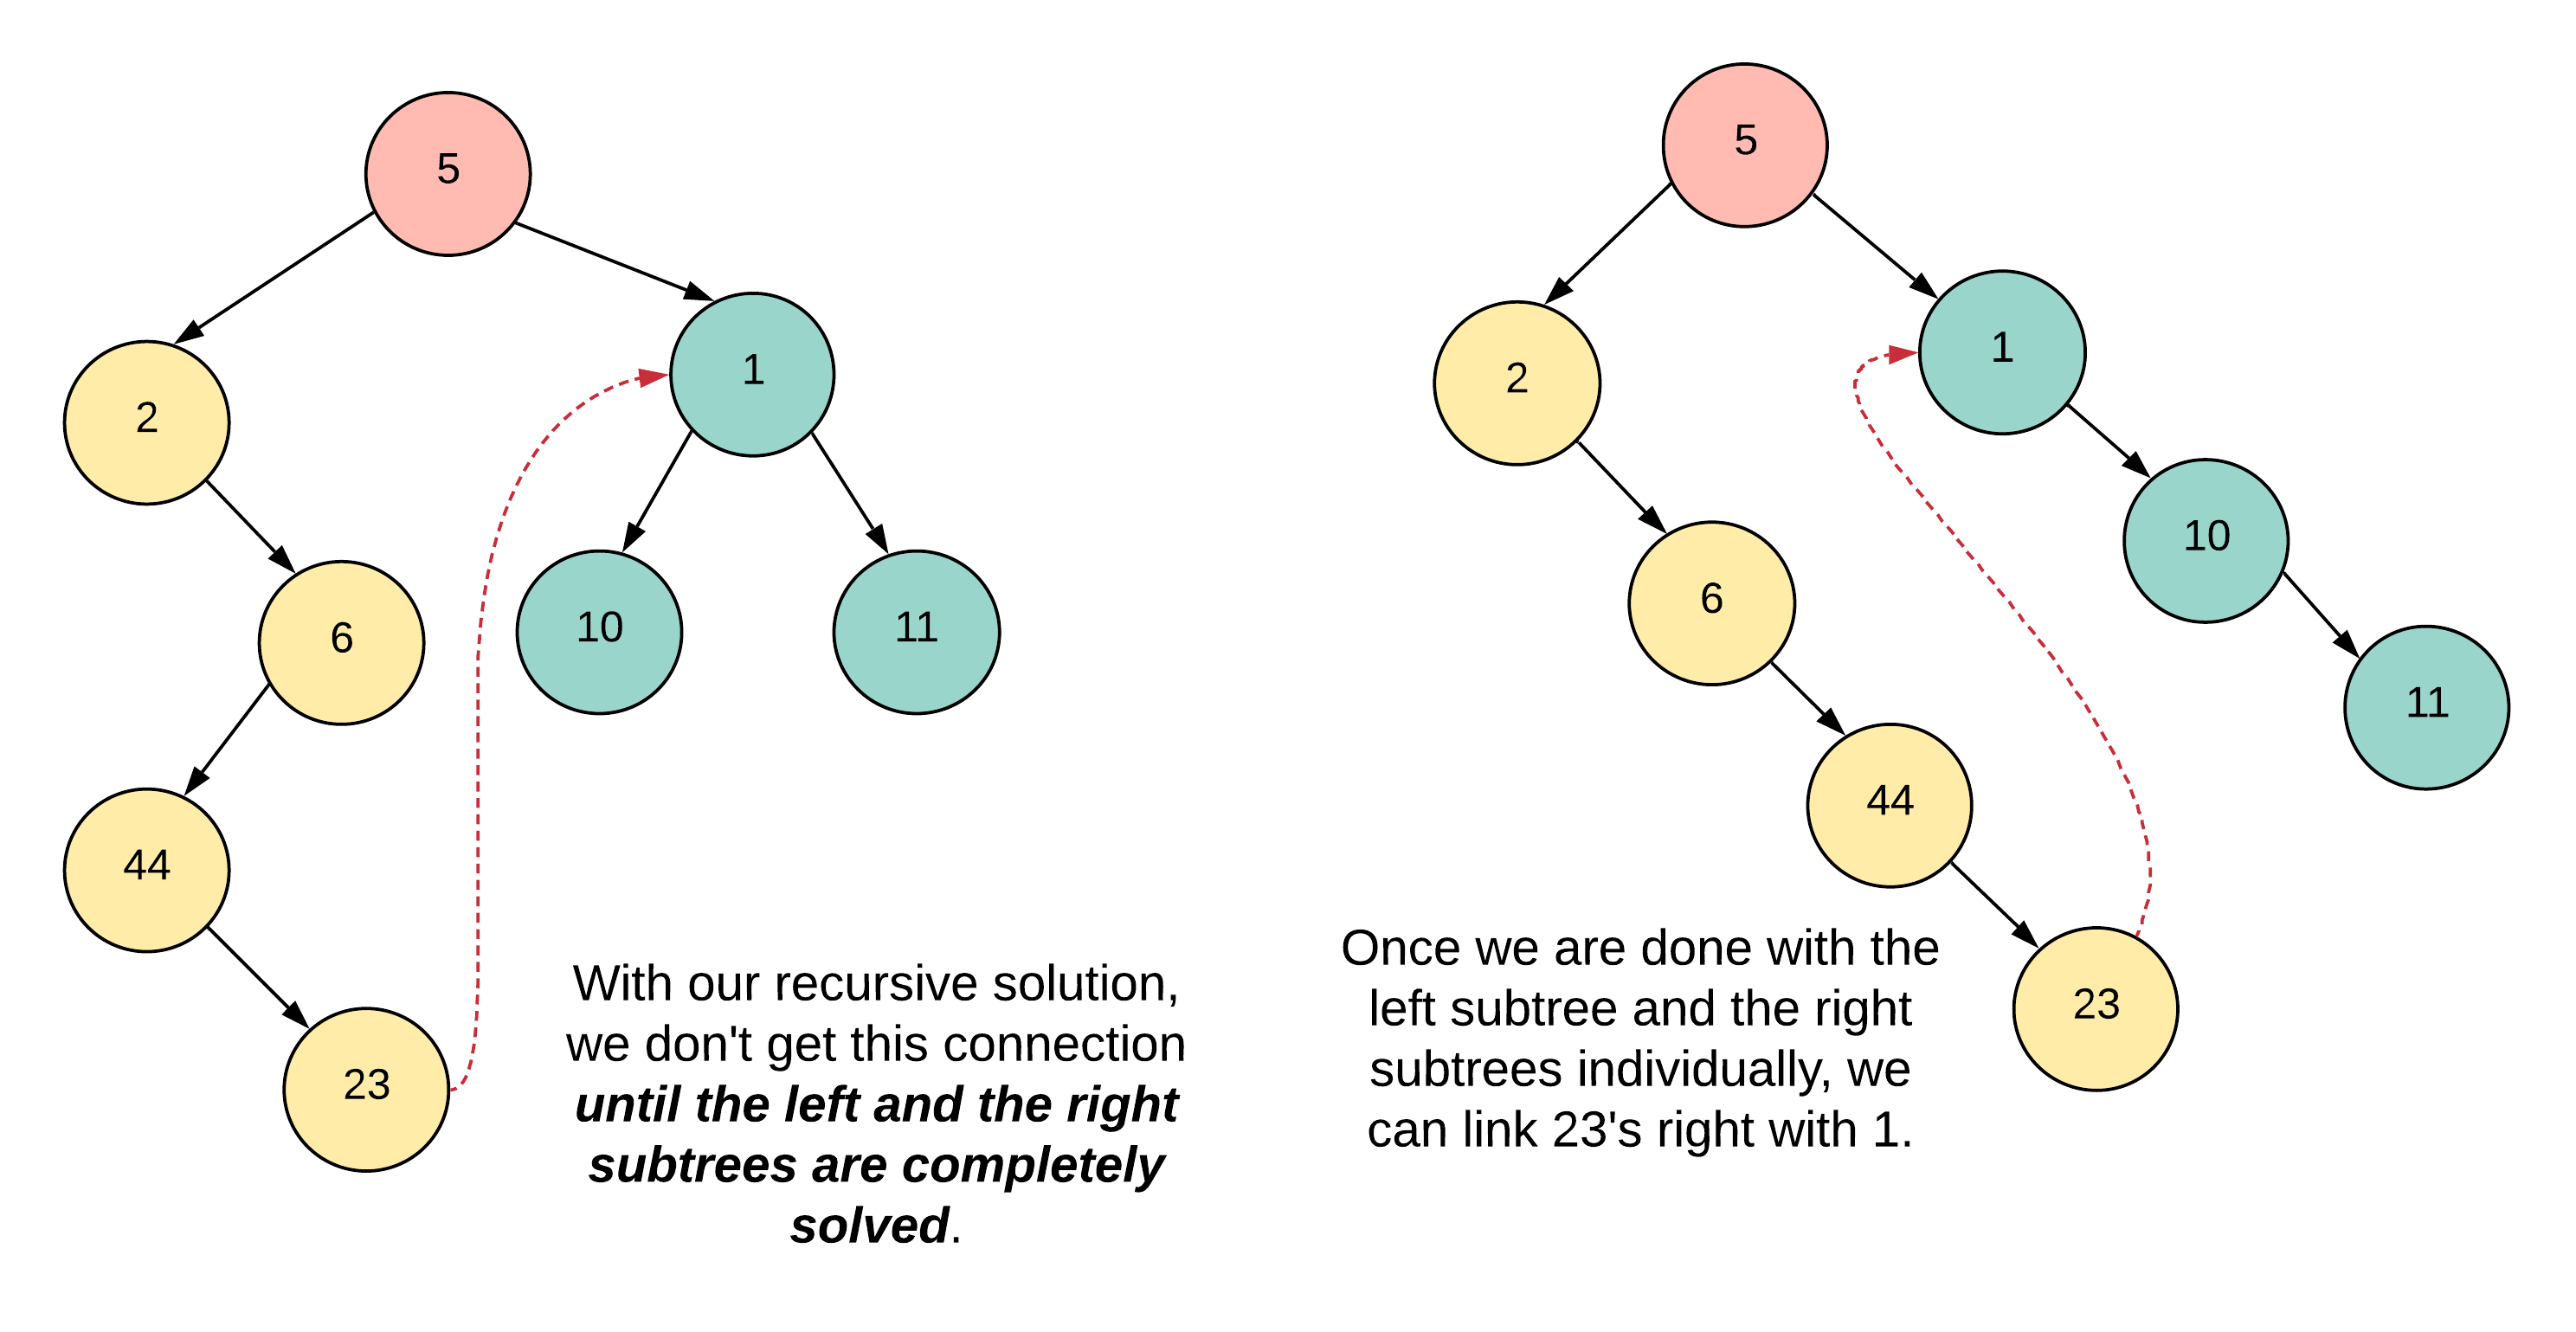 5
2
1
6
10
11
44
23
With our recursive solution,
we don't get this connection
until the left and the right
subtrees are completely
solved.
5
2
1
6
10
44
11
23
Once we are done with the
left subtree and the right
subtrees individually, we
can link 23's right with 1.